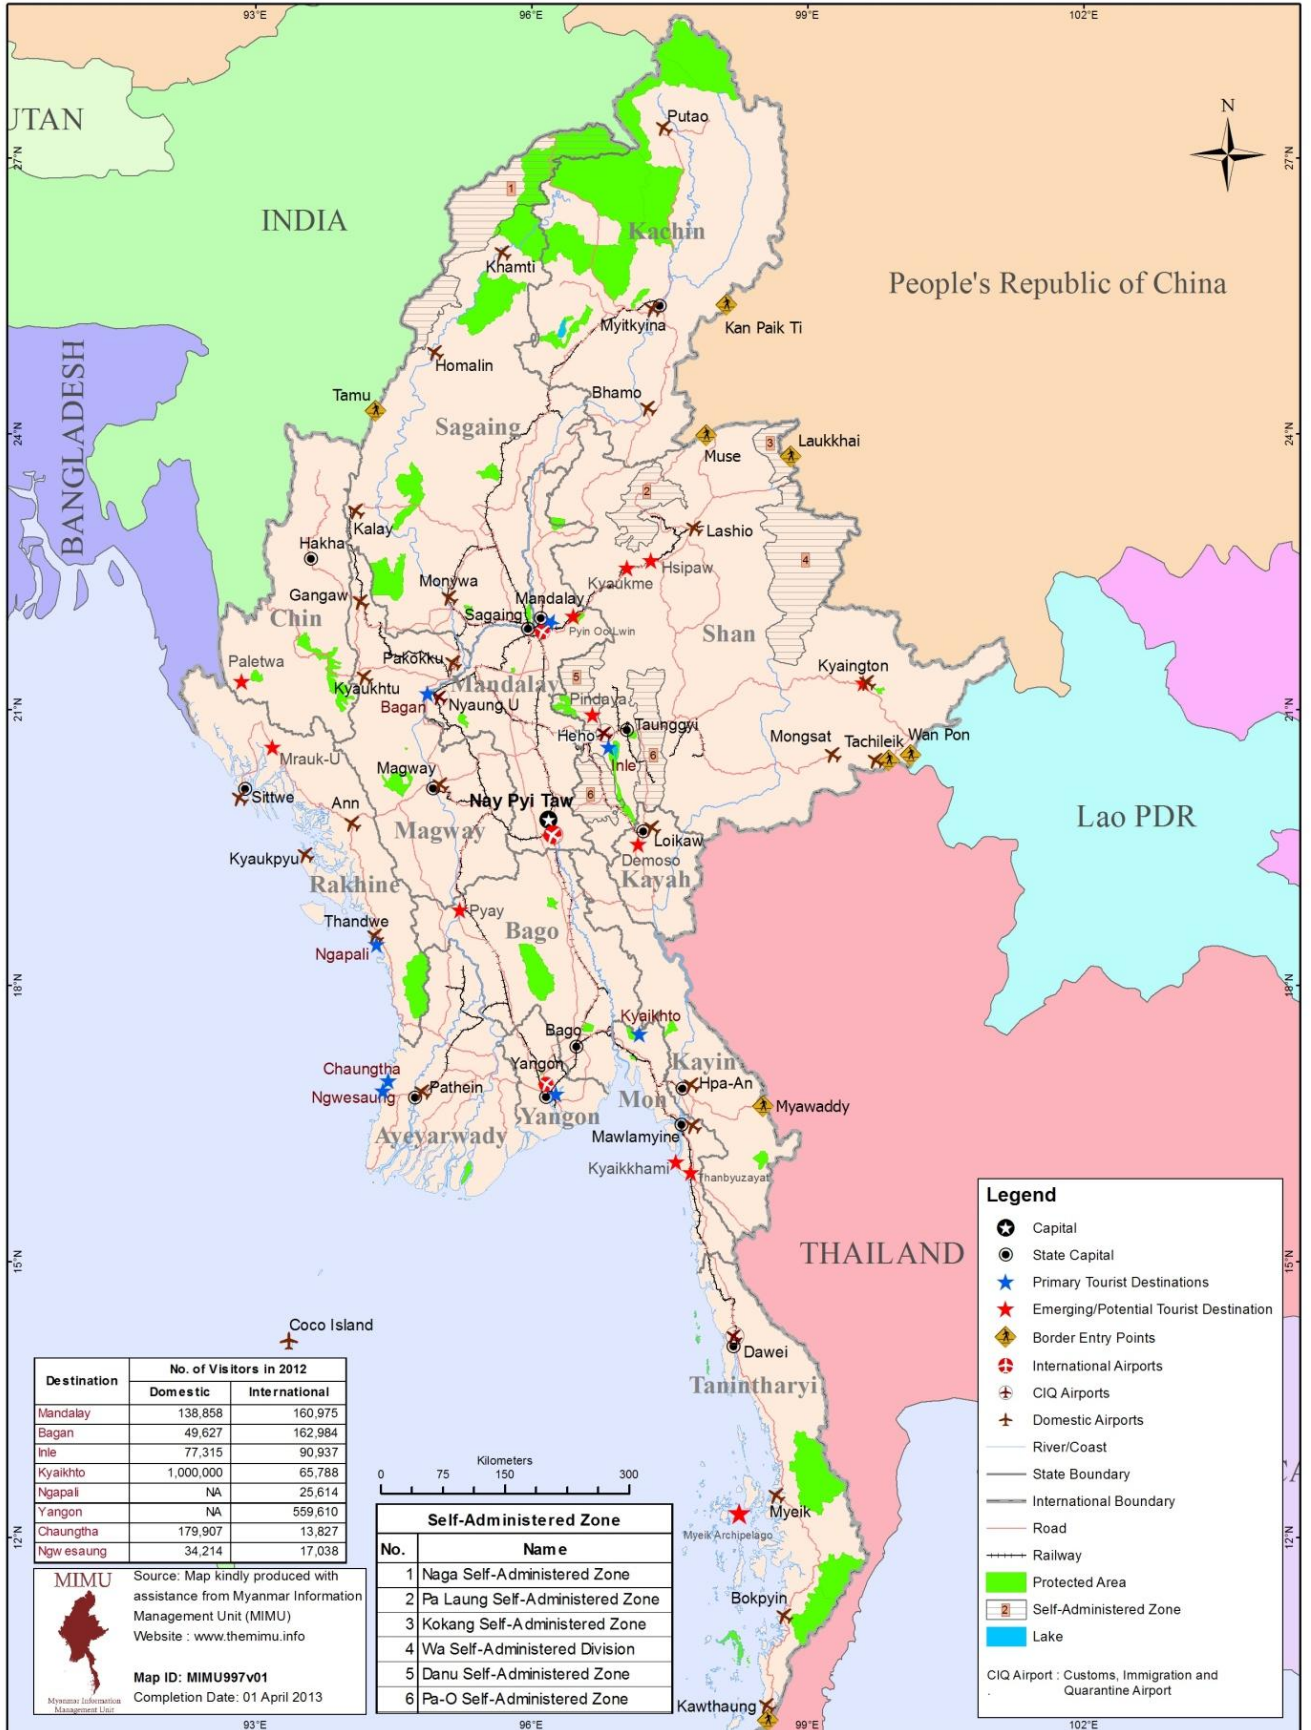 93°E
96°E
99°E
102°E
N
UTAN
27°N
27°N
Putao
1
INDIA
Kachin
Khamti
People's Republic of China
Myitkyina
Kan Paik Ti
Homalin
BANGLADESH
Tamu
Bhamo
24°N
24°N
Sagaing
Muse
3
Laukkhai
2
Kalay
Lashio
Hakha
Hsipaw
Kyaukme
4
Gangaw
Monywa
Mandalay
Sagaing
Pyin Oo Lwin
Chin
Shan
Paletwa
Pakokku
Kyaukhtu
Mandalay
5
Kyaington
Bagan
Nyaung U
Pindaya
21°N
21°N
Heho
Taunggyi
Mongsat
Tachileik
Wan Pon
Mrauk-U
Inle
6
Magway
Sittwe
Ann
Nay Pyi Taw
6
Lao PDR
Magway
Loikaw
Kyaukpyu
Demoso
Rakhine
Kayah
Pyay
Thandwe
Bago
Ngapali
18°N
18°N
Kyaikhto
Bago
Chaungtha
Yangon
Kayin
Ngwesaung
Pathein
Hpa-An
Mon
Myawaddy
Yangon
Ayeyarwady
Mawlamyine
Kyaikkhami
Thanbyuzayat
15°N
15°N
THAILAND
Coco Island
Dawei
Tanintharyi
Myeik
Myeik Archipelago
12°N
12°N
Bokpyin
Kawthaung
Legend
Capital
State Capital
Primary Tourist Destinations
Emerging/Potential Tourist Destination
Border Entry Points
International Airports
CIQ Airports
Domestic Airports
River/Coast
State Boundary
International Boundary
Road
Railway
Protected Area
2 Self-Administered Zone
Lake
CIQ Airport : Customs, Immigration and
. Quarantine Airport
Destination No. of Visitors in 2012
Domestic International
Mandalay 138,858 160,975
Bagan 49,627 162,984
Inle 77,315 90,937
Kyaikhto 1,000,000 65,788
Ngapali NA 25,614
Yangon NA 559,610
Chaungtha 179,907 13,827
Ngwesaung 34,214 17,038
Kilometers
0 75 150 300
Self-Administered Zone
No. Name
1 Naga Self-Administered Zone
2 Pa Laung Self-Administered Zone
3 Kokang Self-Administered Zone
4 Wa Self-Administered Division
5 Danu Self-Administered Zone
6 Pa-O Self-Administered Zone
MIMU
Myanmar Information
Management Unit
Source: Map kindly produced with
assistance from Myanmar Information
Management Unit (MIMU)
Website : www.themimu.info
Map ID: MIMU997v01
Completion Date: 01 April 2013
93°E
96°E
99°E
102°E